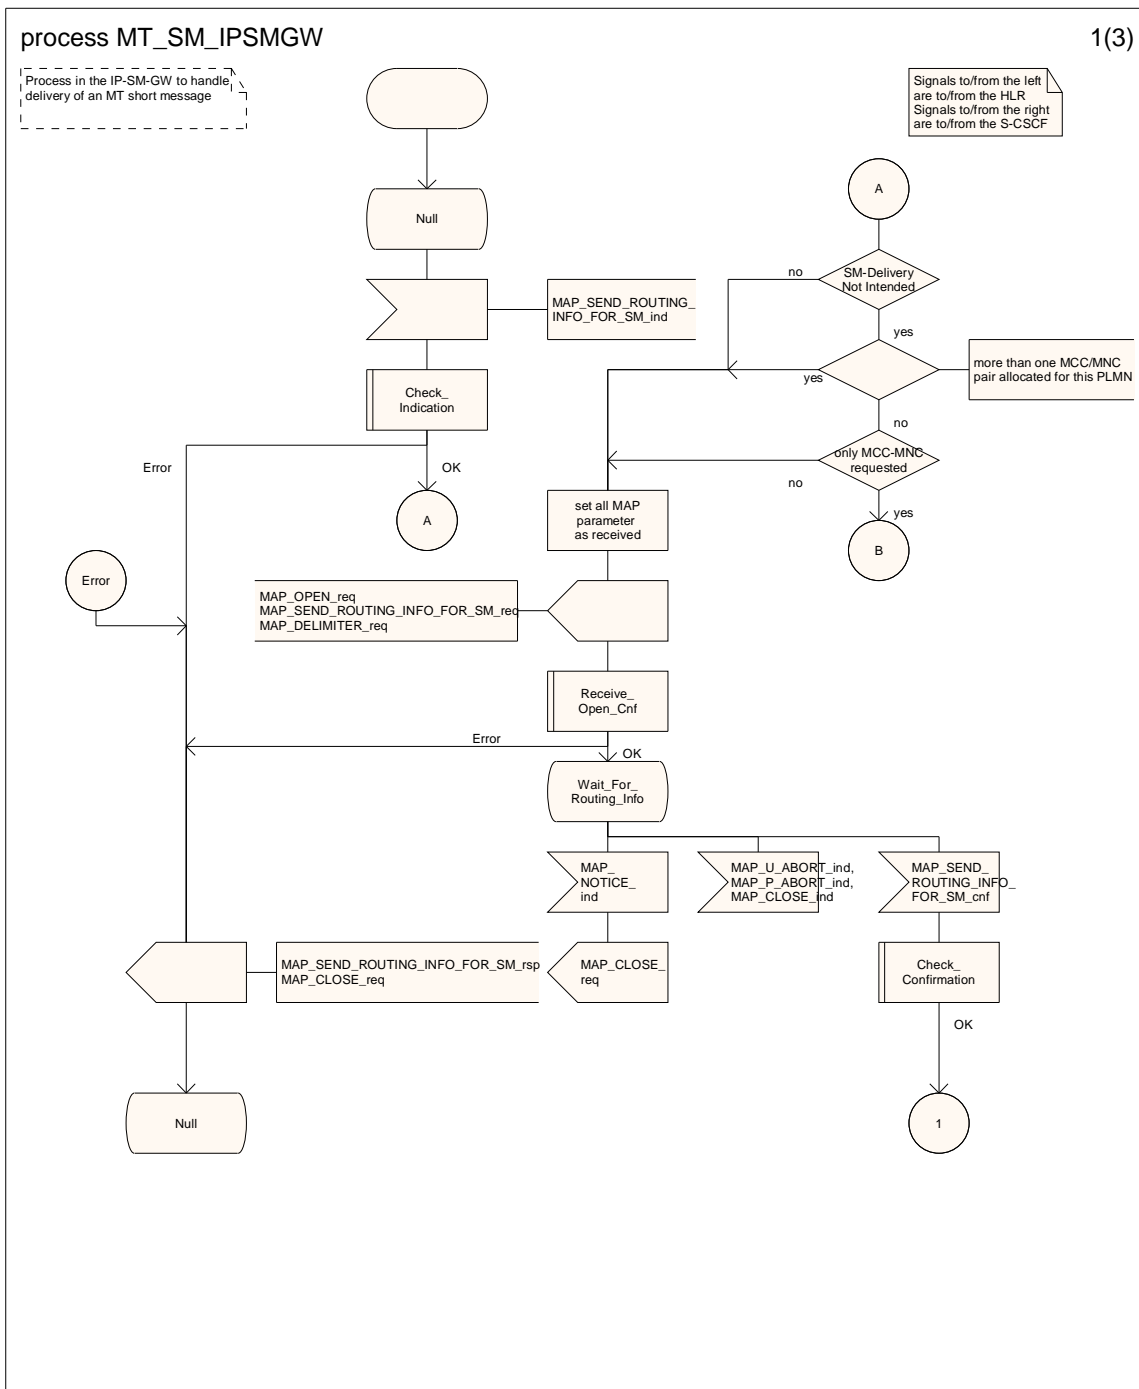 process MT_SM_IPSMGW
1(3)
Process in the IP-SM-GW to handle
delivery of an MT short message
Signals to/from the left
are to/from the HLR
Signals to/from the right
are to/from the S-CSCF
A
Null
no
SM-Delivery
Not Intended
MAP_SEND_ROUTING_
INFO_FOR_SM_ind
yes
more than one MCC/MNC
pair allocated for this PLMN
yes
Check_
Indication
no
only MCC-MNC
requested
Error
OK
no
set all MAP
parameter
as received
yes
A
B
Error
MAP_OPEN_req
MAP_SEND_ROUTING_INFO_FOR_SM_req
MAP_DELIMITER_req
Receive_
Open_Cnf
Error
OK
Wait_For_
Routing_Info
MAP_
NOTICE_
ind
MAP_U_ABORT_ind,
MAP_P_ABORT_ind,
MAP_CLOSE_ind
MAP_SEND_
ROUTING_INFO_
FOR_SM_cnf
MAP_SEND_ROUTING_INFO_FOR_SM_rsp
MAP_CLOSE_req
MAP_CLOSE_
req
Check_
Confirmation
OK
Null
1